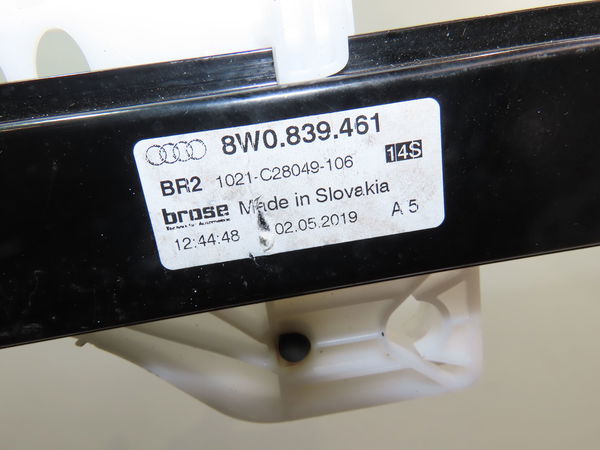 8W0.839.461
BR2 1021-C28049-106 14S
brose Made in Slovakia
12:44:48 02.05.2019 A 5